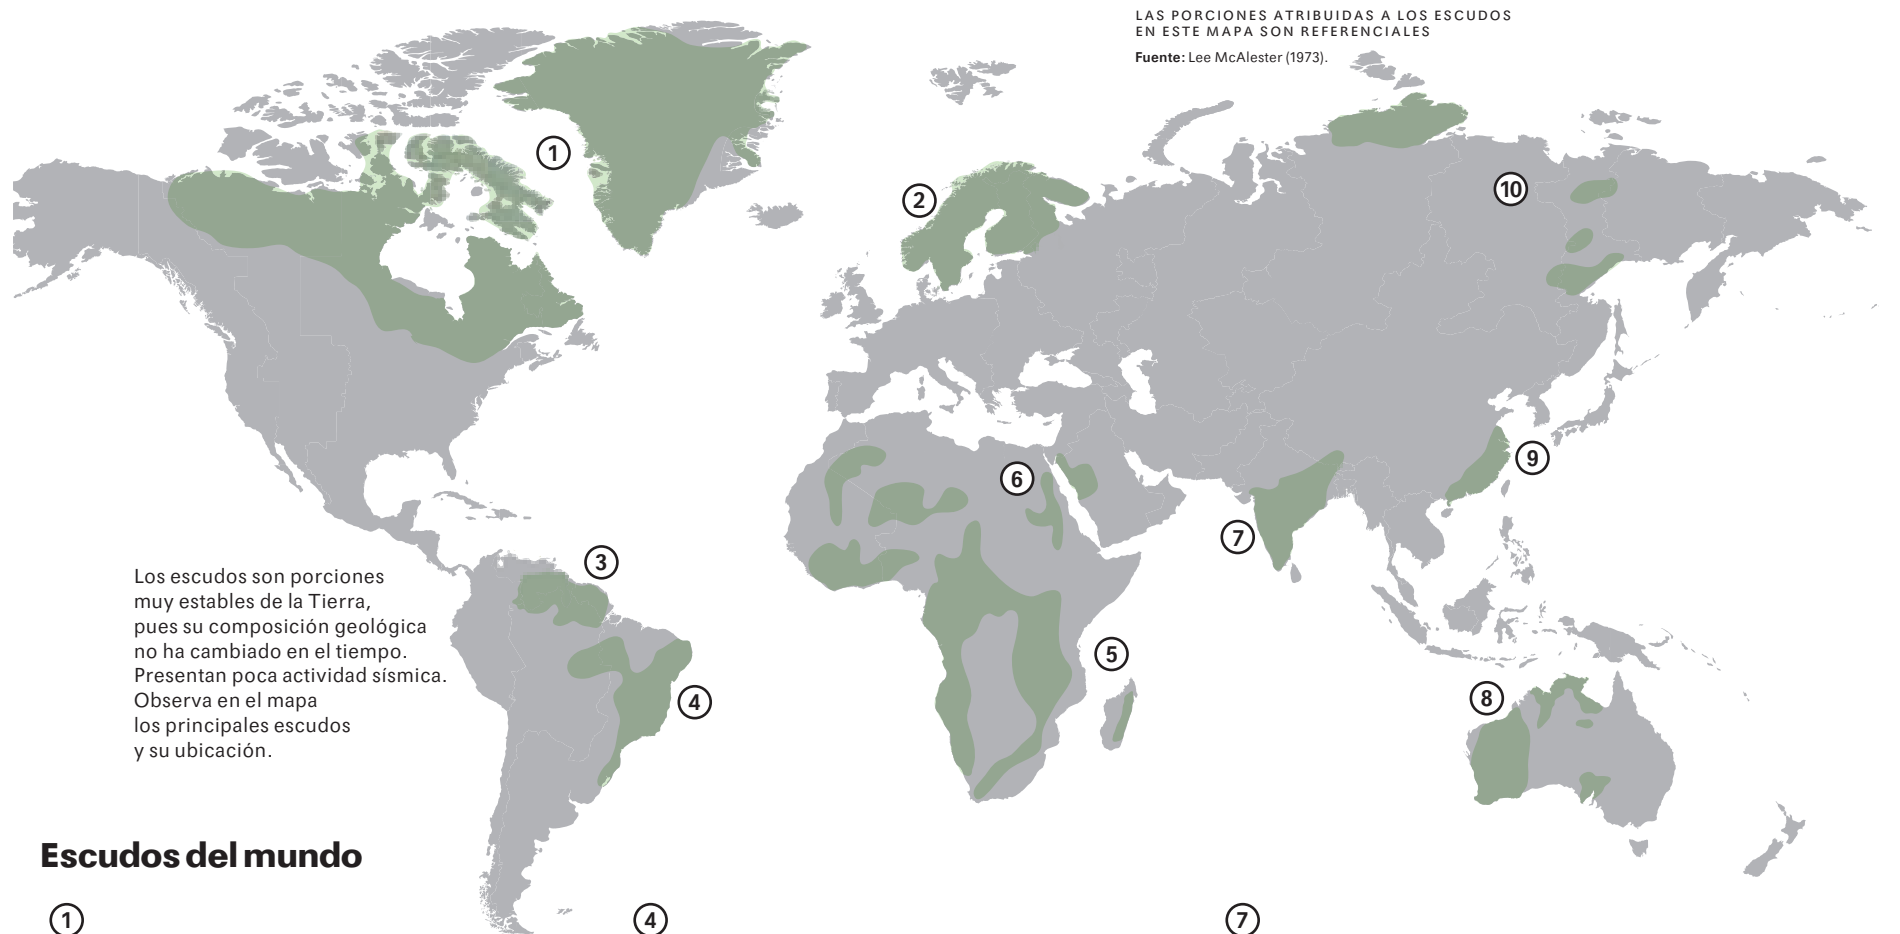 LAS PORCIONES ATRIBUIDAS A LOS ESCUDOS
EN ESTE MAPA SON REFERENCIALES
Fuente: Lee McAlester (1973).
1
2
10
6
9
7
3
5
4
8
Los escudos son porciones
muy estables de la Tierra,
pues su composición geológica
no ha cambiado en el tiempo.
Presentan poca actividad sísmica.
Observa en el mapa
los principales escudos
y su ubicación.
Escudos del mundo
1
4
7